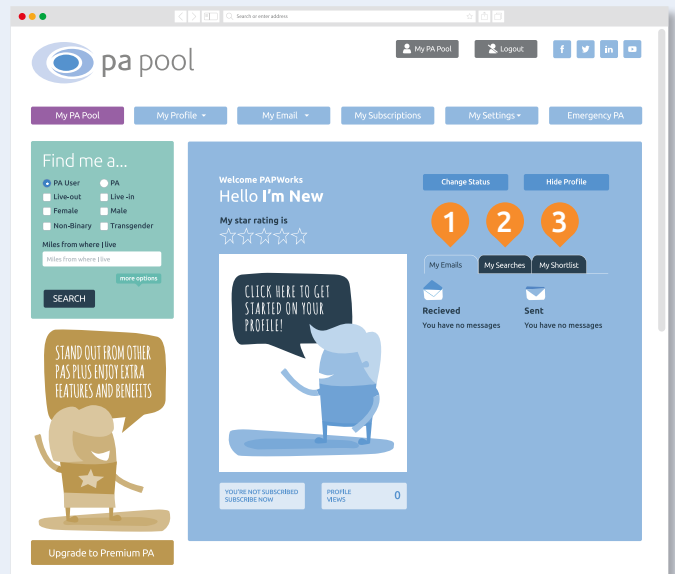 Search or enter address
pa pool
My PA Pool
Logout
My PA Pool
My Profile
My Email
My Subscriptions
My Settings
Emergency PA
Find me a...
PA User
PA
Live-out
Live -in
Female
Male
Non-Binary
Transgender
Miles from where I live
Miles from where I live
more options
SEARCH
STAND OUT FROM OTHER
PAS PLUS ENJOY EXTRA
FEATURES AND BENEFITS
Upgrade to Premium PA
Welcome PAPWorks
Hello I'm New
My star rating is
CLICK HERE TO GET
STARTED ON YOUR
PROFILE!
YOU'RE NOT SUBSCRIBED
SUBSCRIBE NOW
PROFILE
VIEWS
0
Change Status
Hide Profile
1
2
3
My Emails
My Searches
My Shortlist
Recieved
You have no messages
Sent
You have no messages